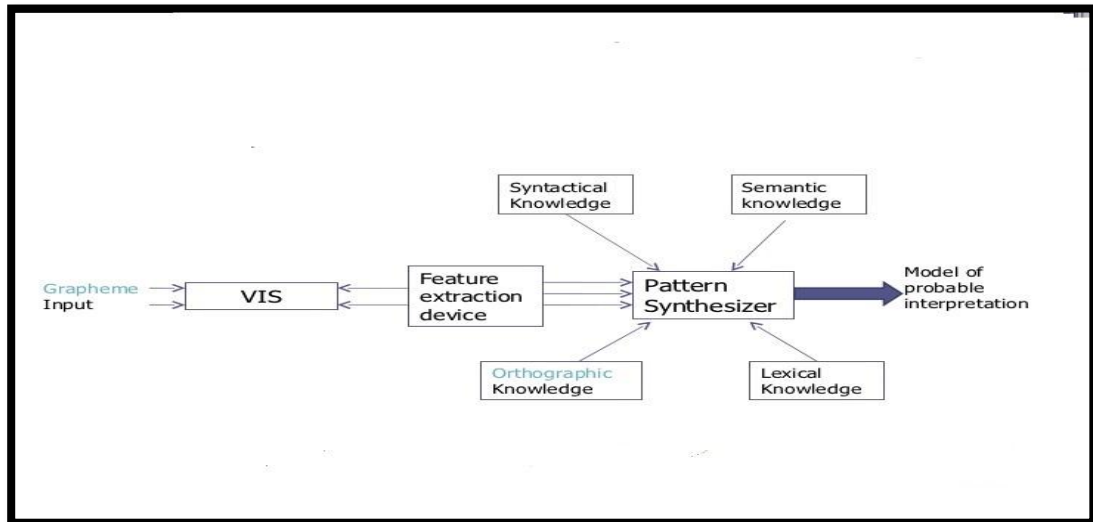 Syntactical
Knowledge
Semantic
knowledge
Grapheme
Input
VIS
Feature
extraction
device
Pattern
Synthesizer
Model of
probable
interpretation
Orthographic
Knowledge
Lexical
Knowledge